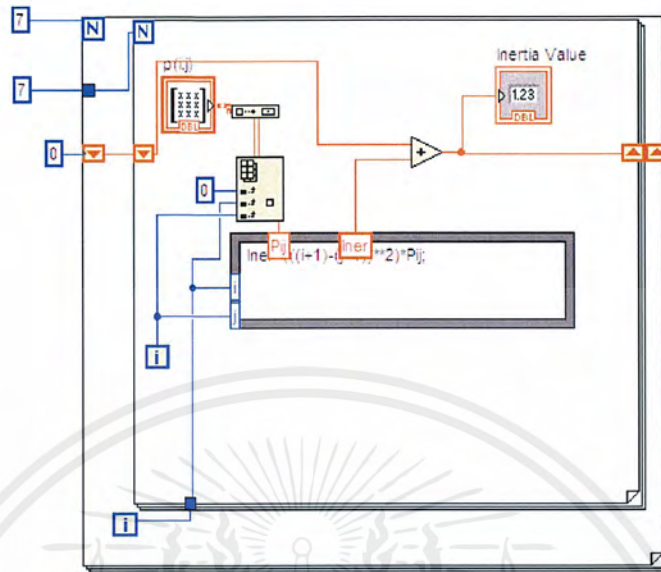 7
N
N
p(i,j)
Inertia Value
7
DBL
1.23
DBL
0
+
0
Pij
Iner
**2)*Pij;
i
j
i
i